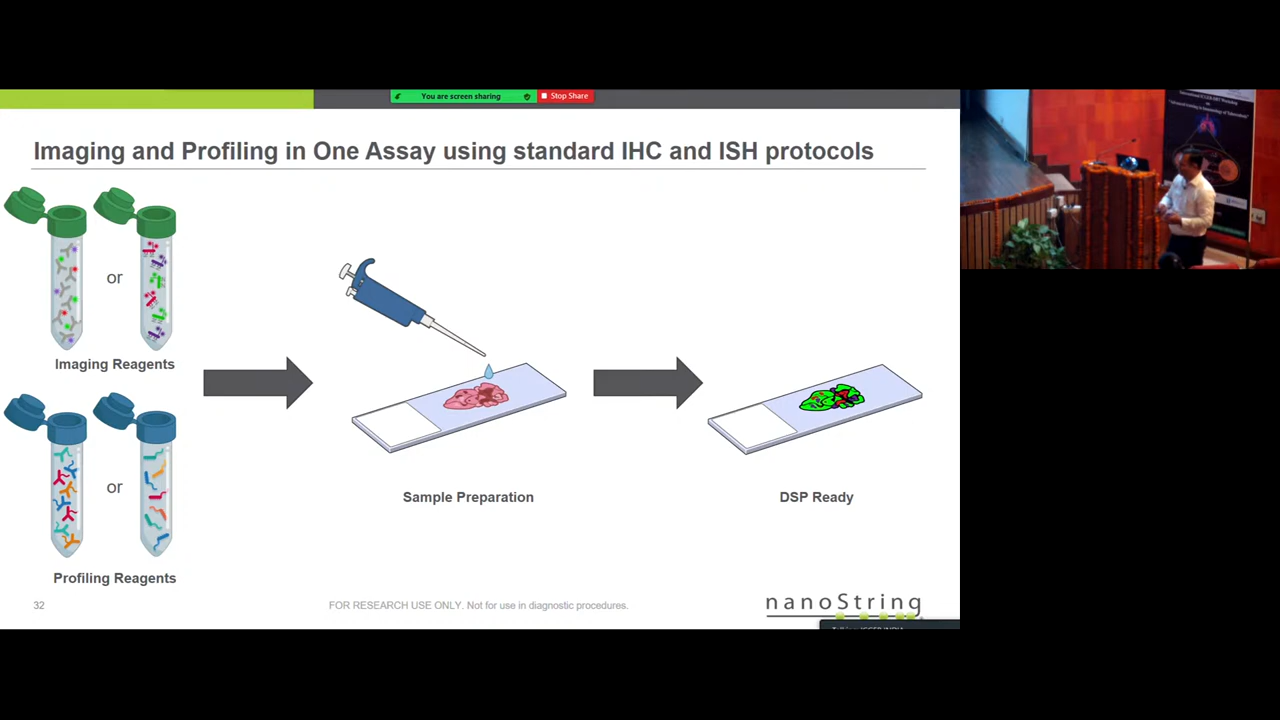 You are screen sharing
Stop Share
Imaging and Profiling in One Assay using standard IHC and ISH protocols
or
Imaging Reagents
or
Profiling Reagents
Sample Preparation
DSP Ready
32
FOR RESEARCH USE ONLY. Not for use in diagnostic procedures.
nanoString